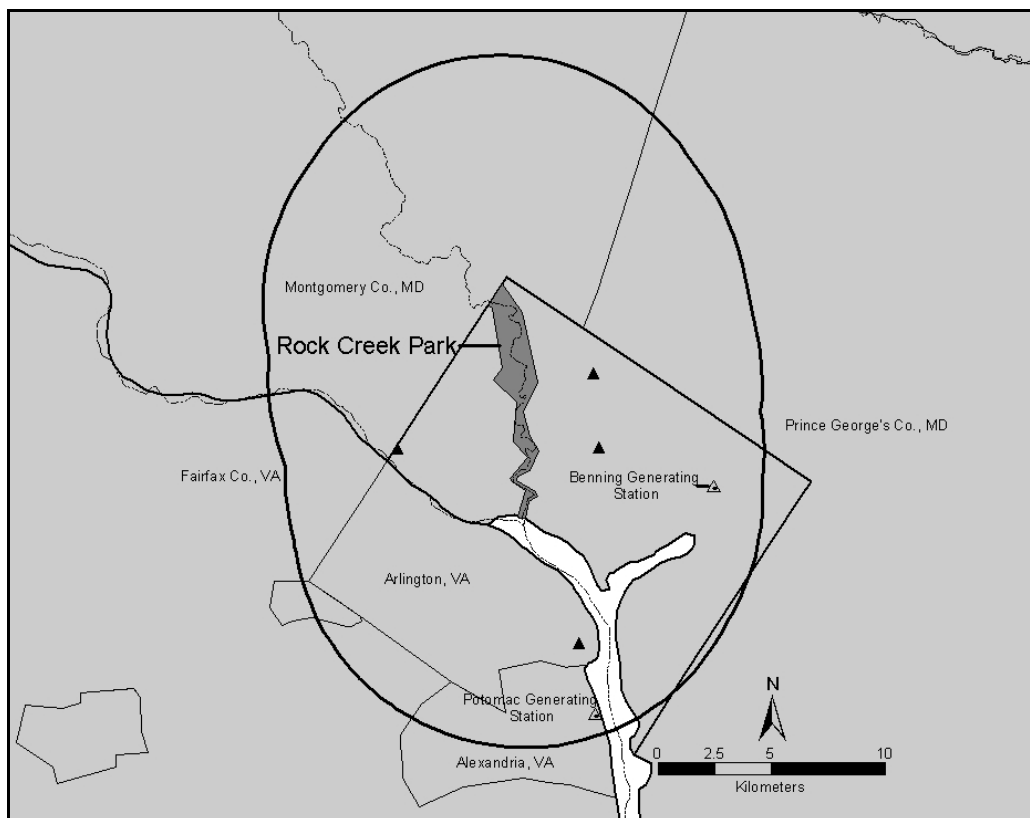 Montgomery Co., MD
Rock Creek Park
Prince George's Co., MD
Fairfax Co., VA
Benning Generating
Station
Arlington, VA
Potomac Generating
Station
Alexandria, VA
N
0 2.5 5 10
Kilometers